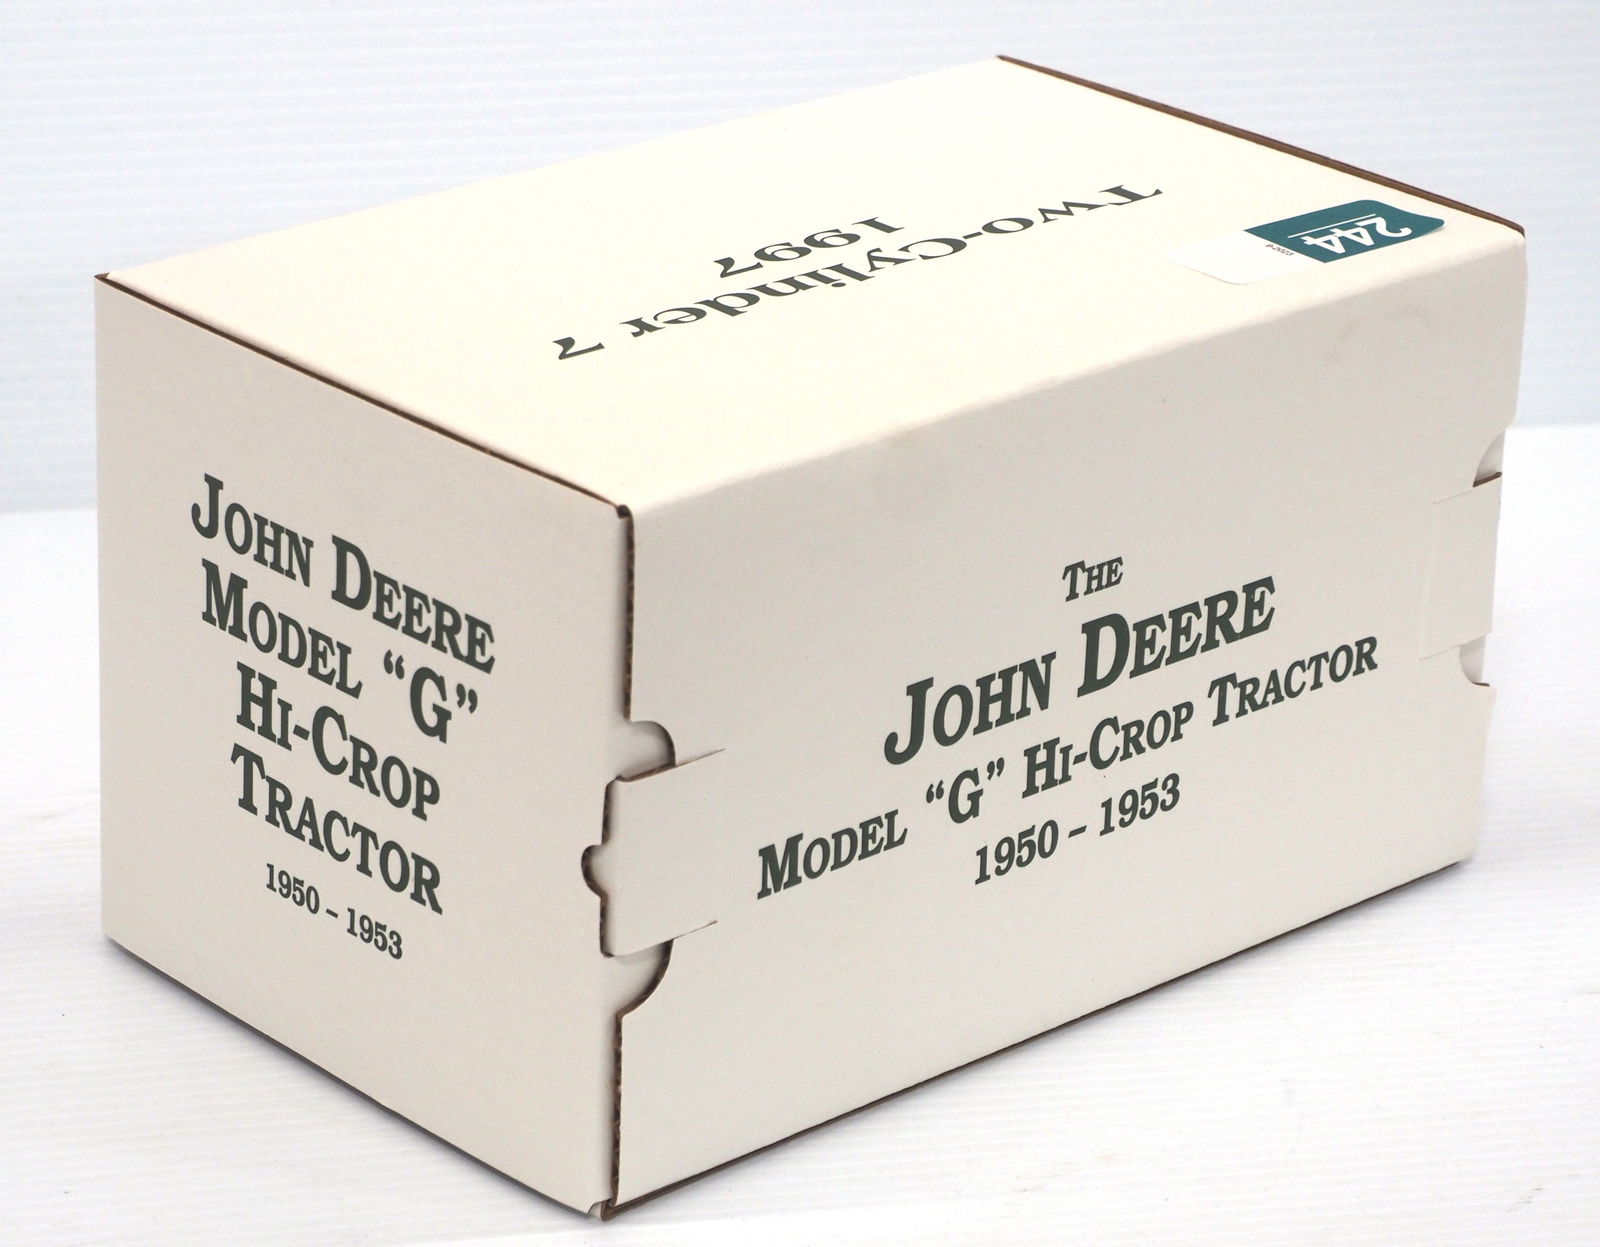 Two-Cylinder 7
1997
244
John Deere
Model “G”
Hi-Crop
Tractor
1950 – 1953
The
John Deere
Model “G” Hi-Crop Tractor
1950 – 1953